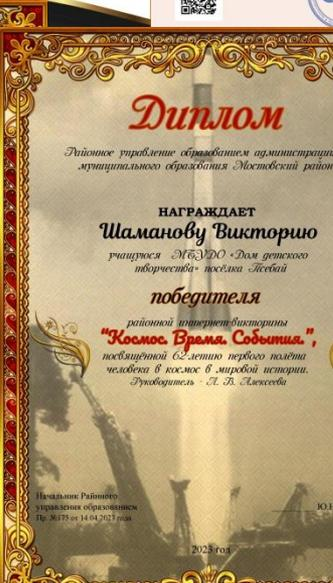 Диплом
Районное управление образованием администрации
муниципального образования Мостовский район
НАГРАЖДАЕТ
Шаманову Викторию
учащуюся МБУДО «Дом детского
творчества» посёлка Псебай
победителя
районной интернет-викторины
“Космос. Время. События.”,
посвящённой 62-летию первого полёта
человека в космос в мировой истории.
Руководитель - Л. В. Алексеева
Начальник Районного
управления образованием
Пр. №175 от 14.04.2023 года
2023 год